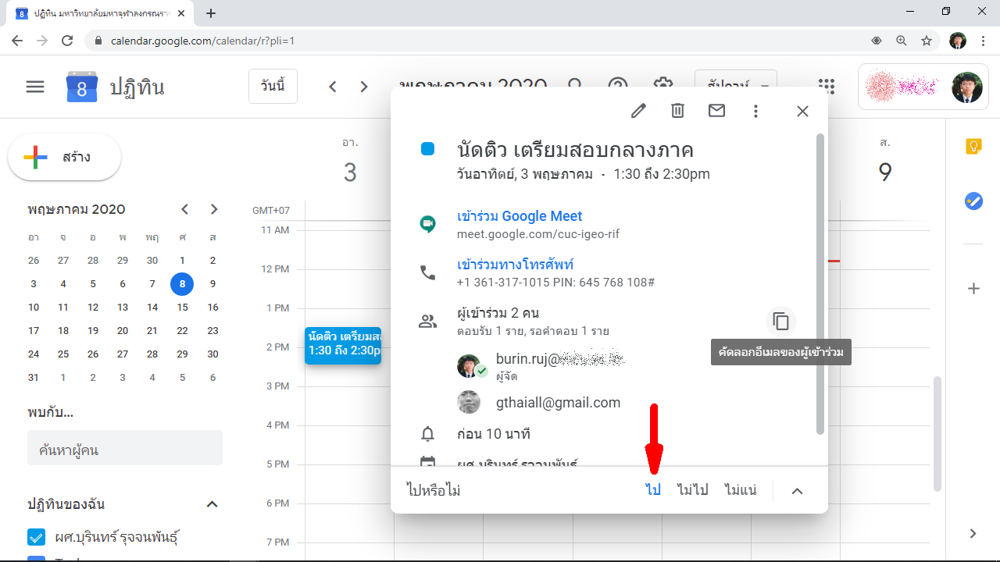 ปฏิทิน มหาวิทยาลัยมหาจุฬาลงกรณรา
calendar.google.com/calendar/r?pli=1
8
ปฏิทิน
วันนี้
พฤษภาคม 2020
สัปดาห์
สร้าง
พฤษภาคม 2020
อา จ อ พ พฤ ศ ส
26 27 28 29 30 1 2
3 4 5 6 7 8 9
10 11 12 13 14 15 16
17 18 19 20 21 22 23
24 25 26 27 28 29 30
31 1 2 3 4 5 6
พบกับ...
ค้นหาผู้คน
ปฏิทินของฉัน
ผศ.บุรินทร์ รุจจนพันธุ์
อา.
3
ส.
9
GMT+07
11 AM
12 PM
1 PM
2 PM
3 PM
4 PM
5 PM
6 PM
7 PM
นัดติว เตรียมสอ
1:30 ถึง 2:30p
นัดติว เตรียมสอบกลางภาค
วันอาทิตย์, 3 พฤษภาคม · 1:30 ถึง 2:30pm
เข้าร่วม Google Meet
meet.google.com/cuc-igeo-rif
เข้าร่วมทางโทรศัพท์
+1 361-317-1015 PIN: 645 768 108#
ผู้เข้าร่วม 2 คน
ตอบรับ 1 ราย, รอคำตอบ 1 ราย
คัดลอกอีเมลของผู้เข้าร่วม
burin.ruj@
ผู้จัด
gthaiall@gmail.com
ก่อน 10 นาที
ผศ.บุรินทร์ รุจจนพันธุ์
ไปหรือไม่
ไป ไม่ไป ไม่แน่